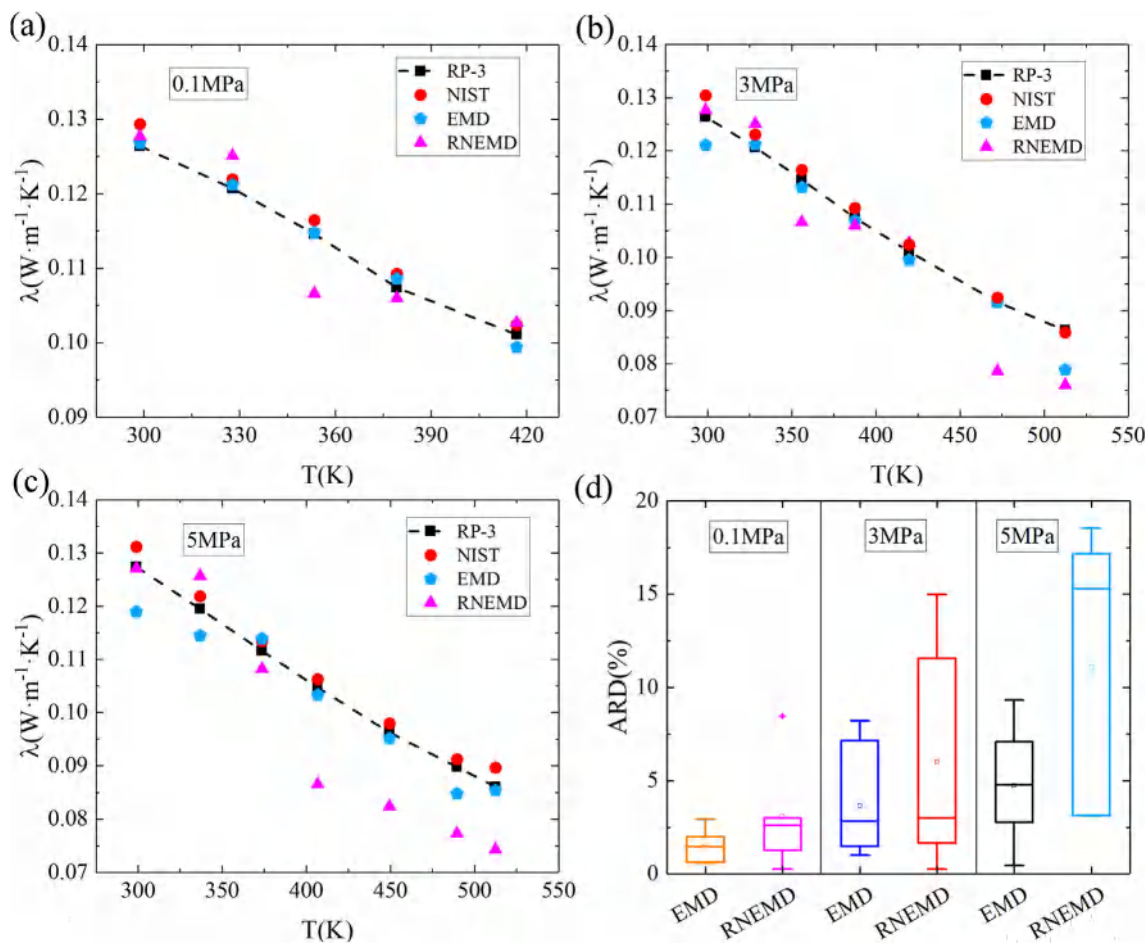 (a)
0.14
0.13
0.12
0.11
0.10
0.09
λ(W·m⁻¹·K⁻¹)
0.1MPa
RP-3
NIST
EMD
RNEMD
300 330 360 390 420
T(K)
(b)
0.14
0.13
0.12
0.11
0.10
0.09
0.08
0.07
λ(W·m⁻¹·K⁻¹)
3MPa
RP-3
NIST
EMD
RNEMD
300 350 400 450 500 550
T(K)
(c)
0.14
0.13
0.12
0.11
0.10
0.09
0.08
0.07
λ(W·m⁻¹·K⁻¹)
5MPa
RP-3
NIST
EMD
RNEMD
300 350 400 450 500 550
T(K)
(d)
20
15
10
5
0
ARD(%)
0.1MPa 3MPa 5MPa
EMD RNEMD EMD RNEMD EMD RNEMD